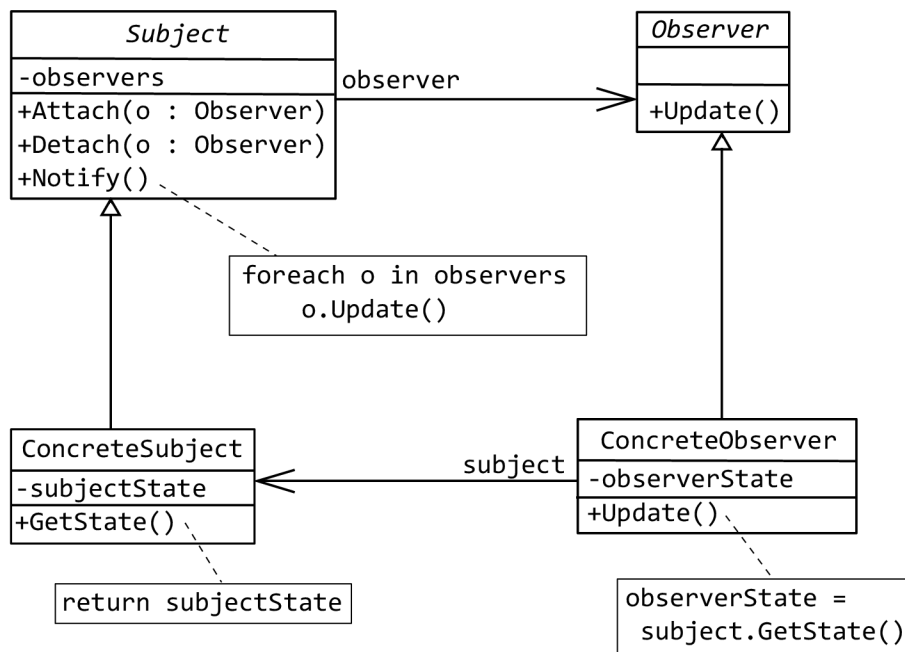 Subject
-observers
+Attach(o : Observer)
+Detach(o : Observer)
+Notify()
observer
Observer
+Update()
foreach o in observers
o.Update()
ConcreteSubject
-subjectState
+GetState()
subject
ConcreteObserver
-observerState
+Update()
return subjectState
observerState =
subject.GetState()